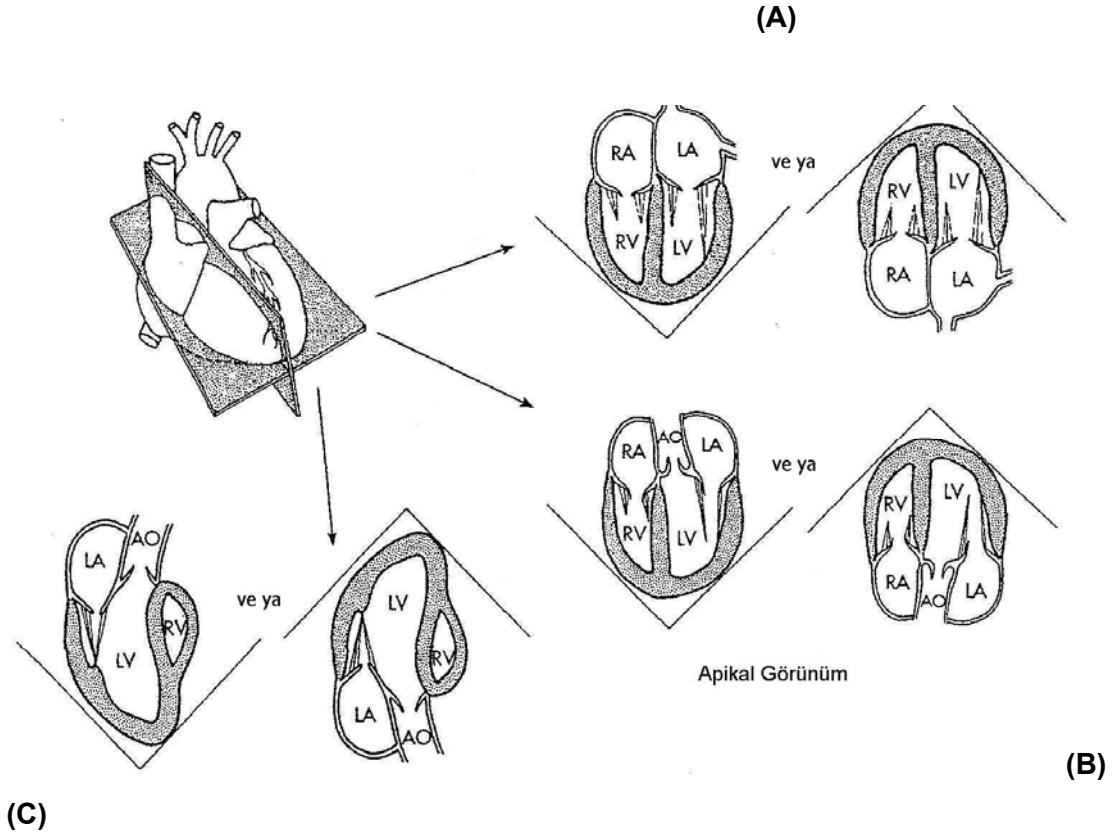 (A)
RA LA
RV LV
ve ya
RV LV
RA LA
RA AO LA
RV LV
ve ya
RV LV
RA AO LA
Apikal Görünüm
(B)
LA AO
RV
LV
ve ya
LV
RV
LA
AO
(C)